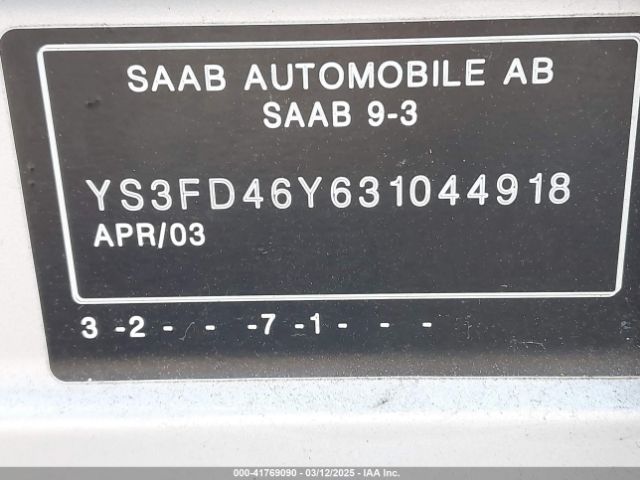 SAAB AUTOMOBILE AB
SAAB 9-3
YS3FD46Y631044918
APR/03
3 -2 - - -7 -1 - - - -
000-41769090 - 03/12/2025 - IAA Inc.